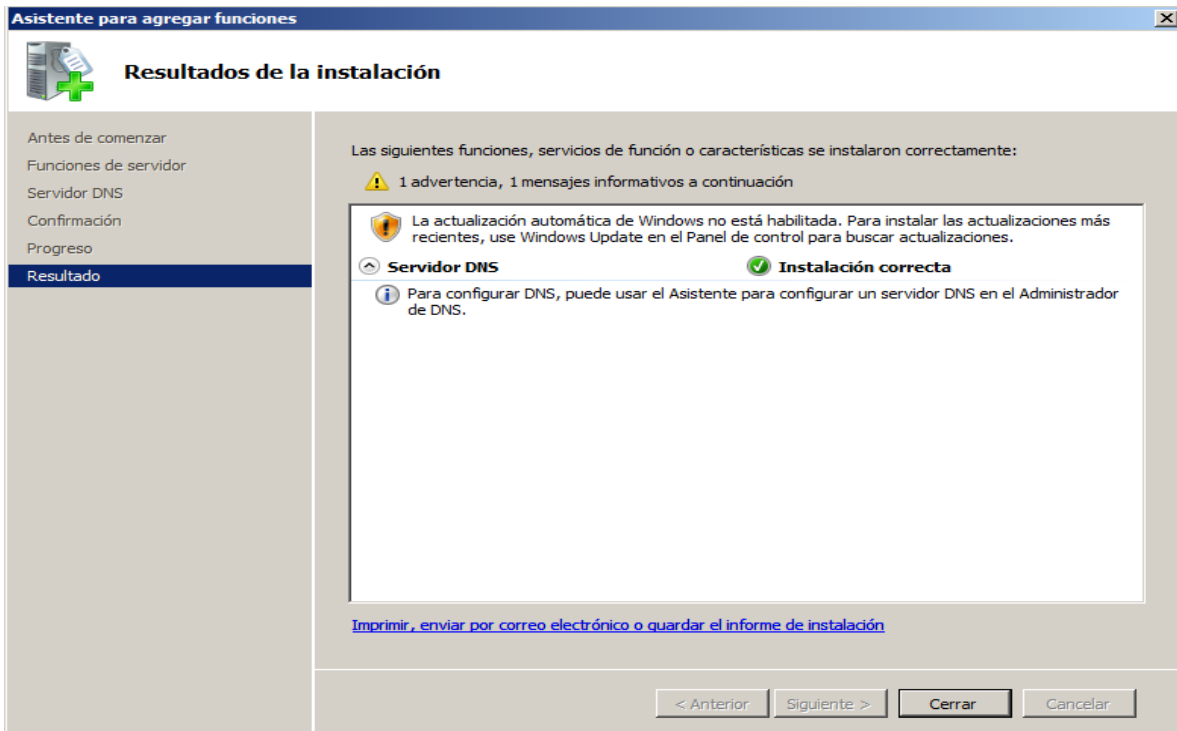 Asistente para agregar funciones
Resultados de la instalación
Antes de comenzar
Funciones de servidor
Servidor DNS
Confirmación
Progreso
Resultado
Las siguientes funciones, servicios de función o características se instalaron correctamente:
1 advertencia, 1 mensajes informativos a continuación
La actualización automática de Windows no está habilitada. Para instalar las actualizaciones más
recientes, use Windows Update en el Panel de control para buscar actualizaciones.
Servidor DNS Instalación correcta
Para configurar DNS, puede usar el Asistente para configurar un servidor DNS en el Administrador
de DNS.
Imprimir, enviar por correo electrónico o guardar el informe de instalación
< Anterior Siguiente > Cerrar Cancelar